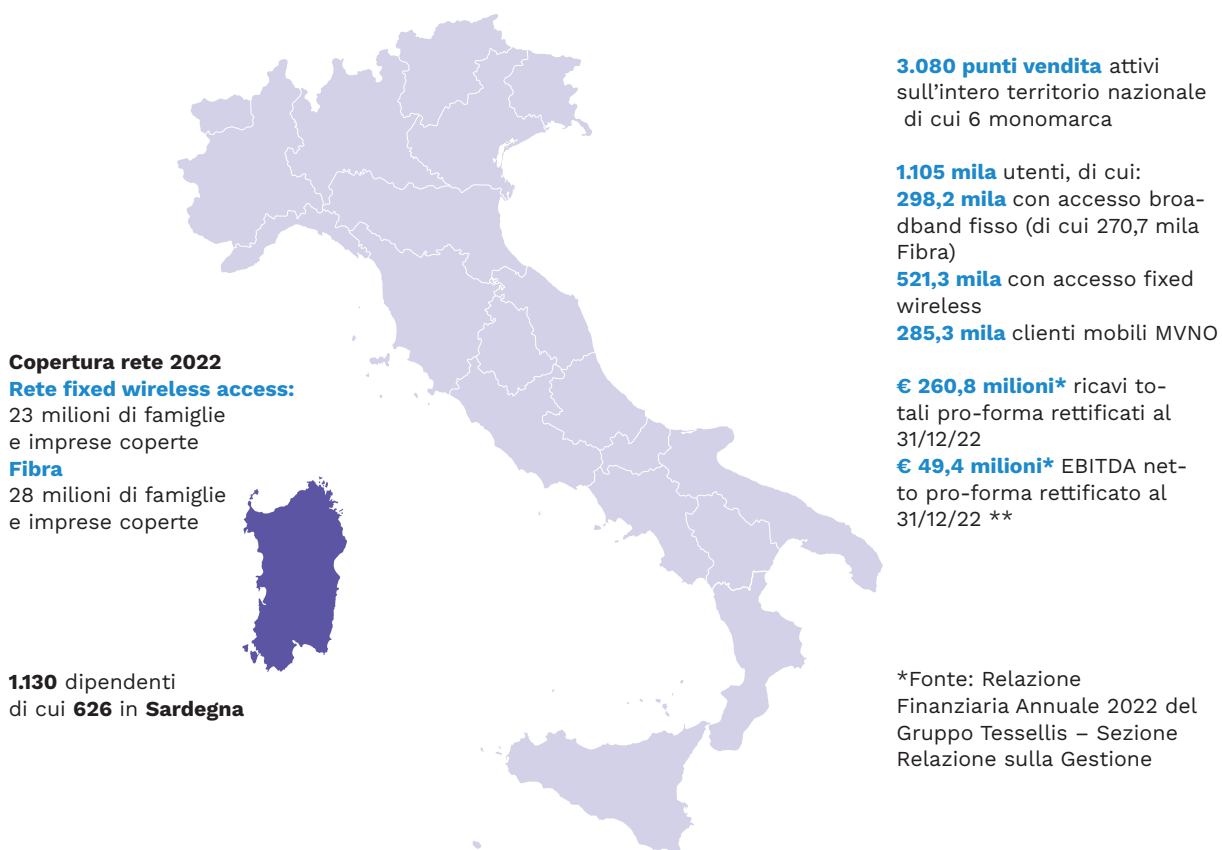 3.080 punti vendita attivi
sull'intero territorio nazionale
di cui 6 monomarca
1.105 mila utenti, di cui:
298,2 mila con accesso broa-
dband fisso (di cui 270,7 mila
Fibra)
521,3 mila con accesso fixed
wireless
285,3 mila clienti mobili MVNO
€ 260,8 milioni* ricavi to-
tali pro-forma rettificati al
31/12/22
€ 49,4 milioni* EBITDA net-
to pro-forma rettificato al
31/12/22 **
Copertura rete 2022
Rete fixed wireless access:
23 milioni di famiglie
e imprese coperte
Fibra
28 milioni di famiglie
e imprese coperte
1.130 dipendenti
di cui 626 in Sardegna
*Fonte: Relazione
Finanziaria Annuale 2022 del
Gruppo Tessellis – Sezione
Relazione sulla Gestione